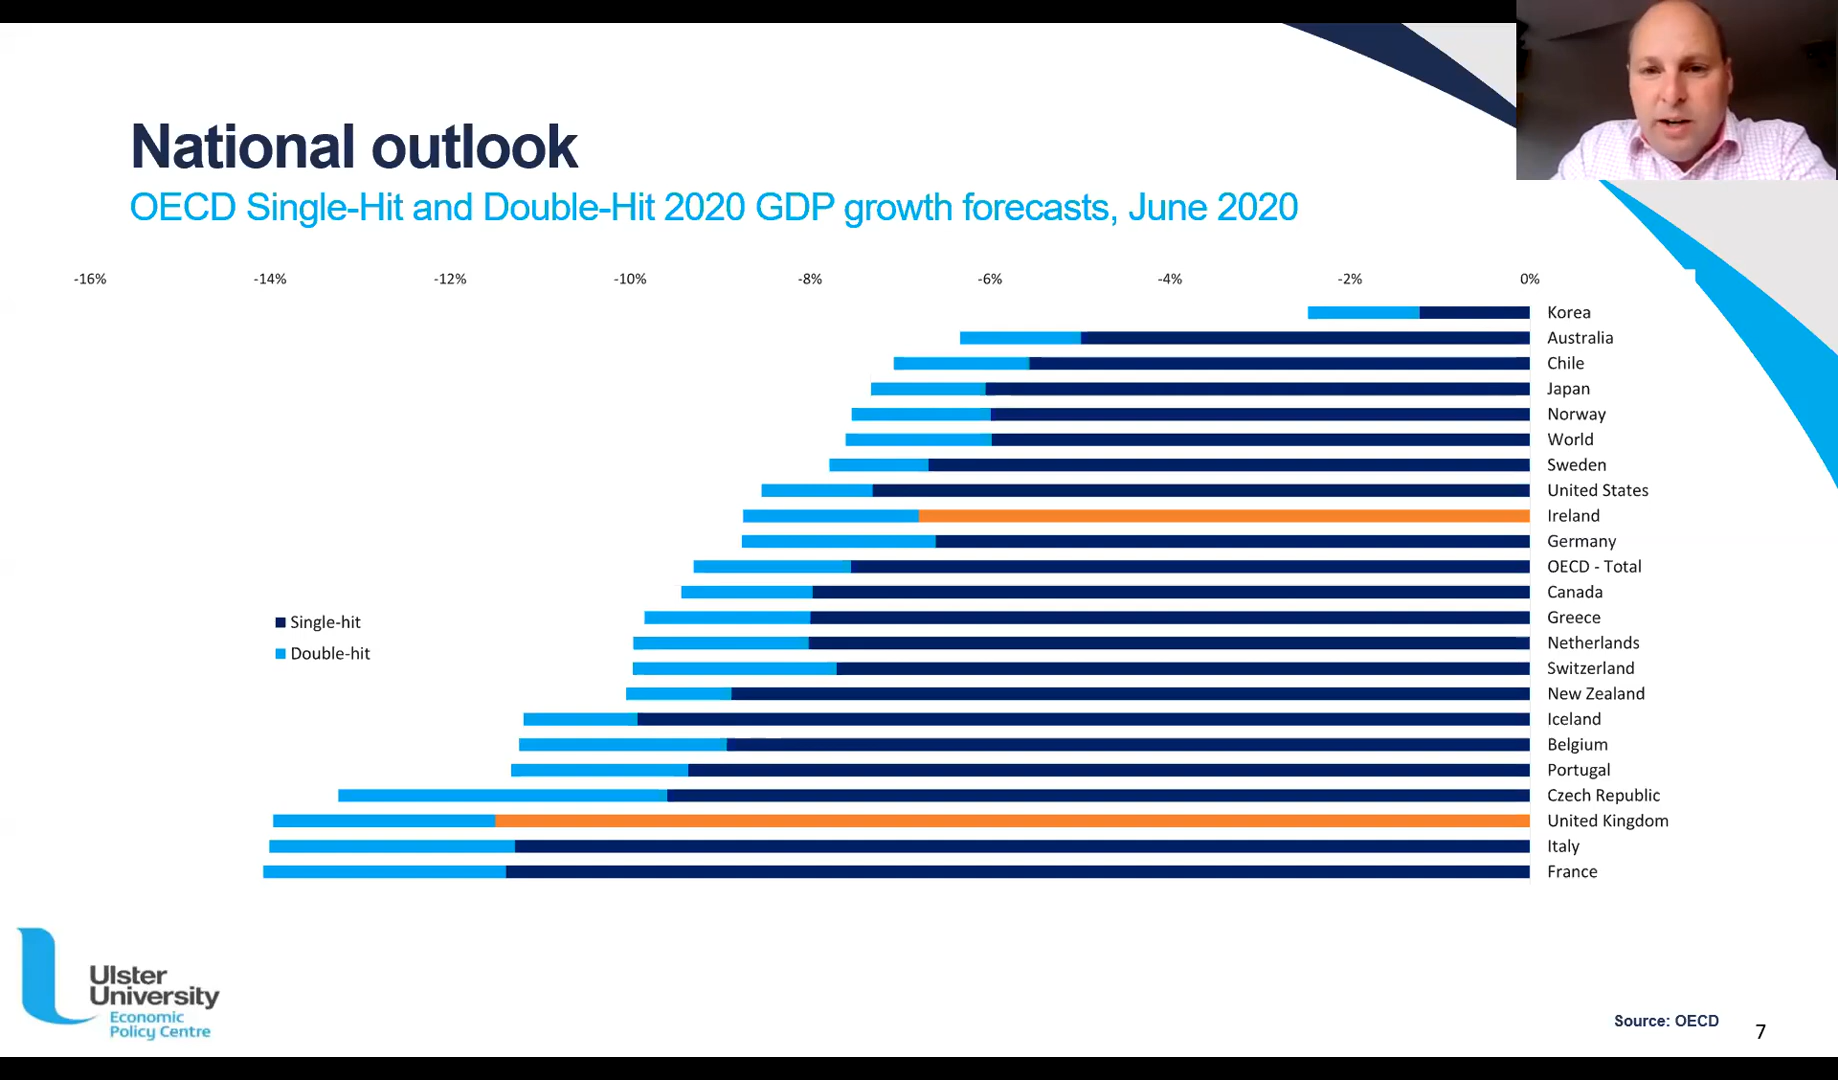 National outlook
OECD Single-Hit and Double-Hit 2020 GDP growth forecasts, June 2020
-16% -14% -12% -10% -8% -6% -4% -2% 0%
Korea
Australia
Chile
Japan
Norway
World
Sweden
United States
Ireland
Germany
OECD - Total
Canada
Greece
Netherlands
Switzerland
New Zealand
Iceland
Belgium
Portugal
Czech Republic
United Kingdom
Italy
France
Single-hit
Double-hit
Ulster
University
Economic
Policy Centre
Source: OECD
7